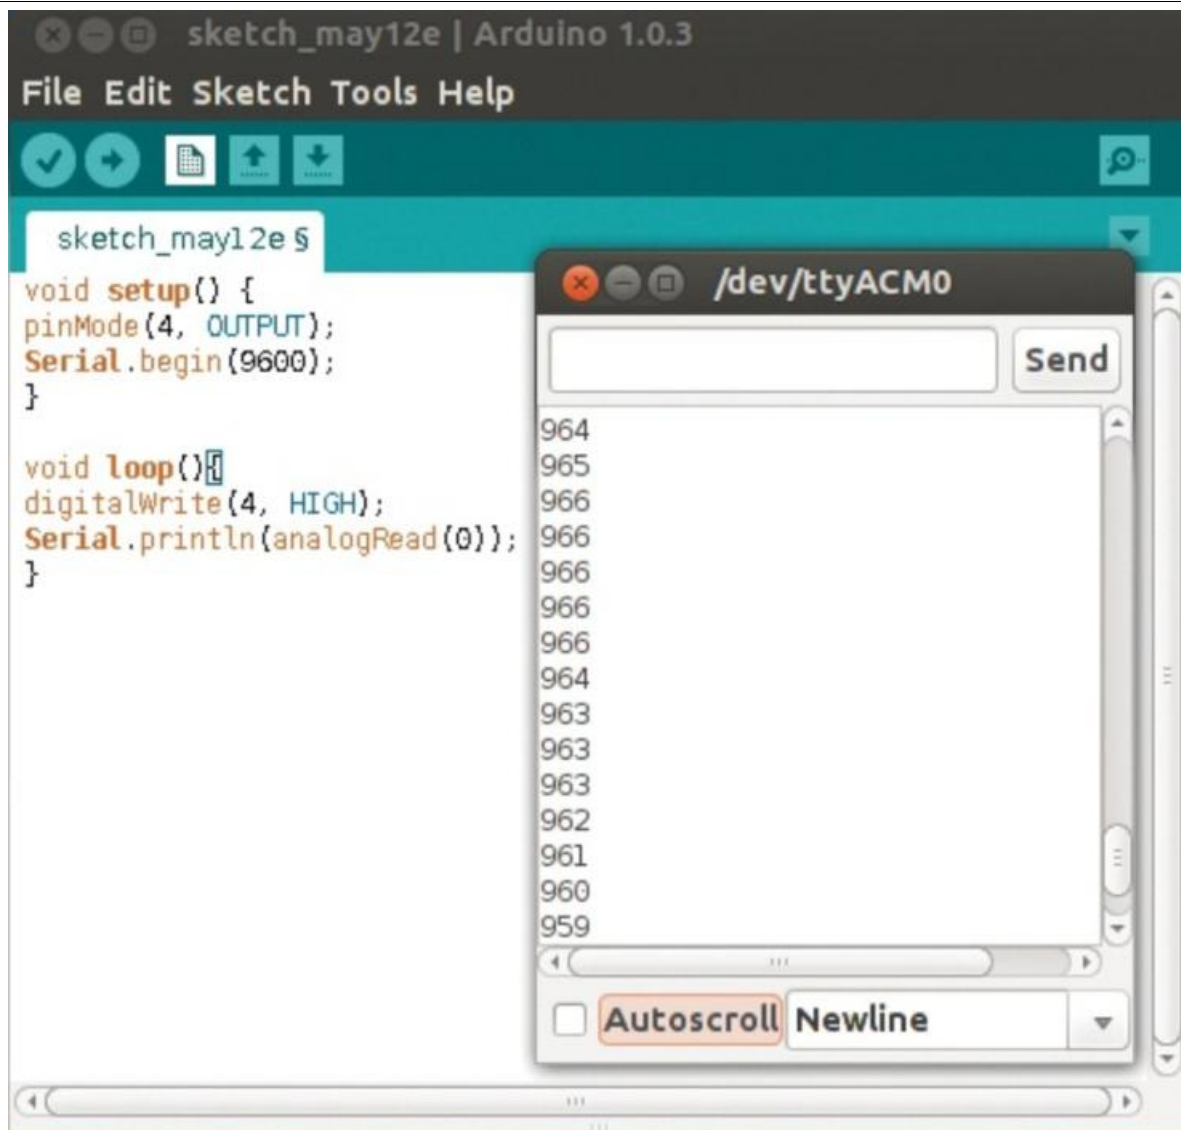 sketch_may12e | Arduino 1.0.3
File Edit Sketch Tools Help
sketch_may12e §
void setup() {
pinMode(4, OUTPUT);
Serial.begin(9600);
}
void loop(){
digitalWrite(4, HIGH);
Serial.println(analogRead(0));
}
/dev/ttyACM0
Send
964
965
966
966
966
966
966
964
963
963
963
962
961
960
959
Autoscroll
Newline